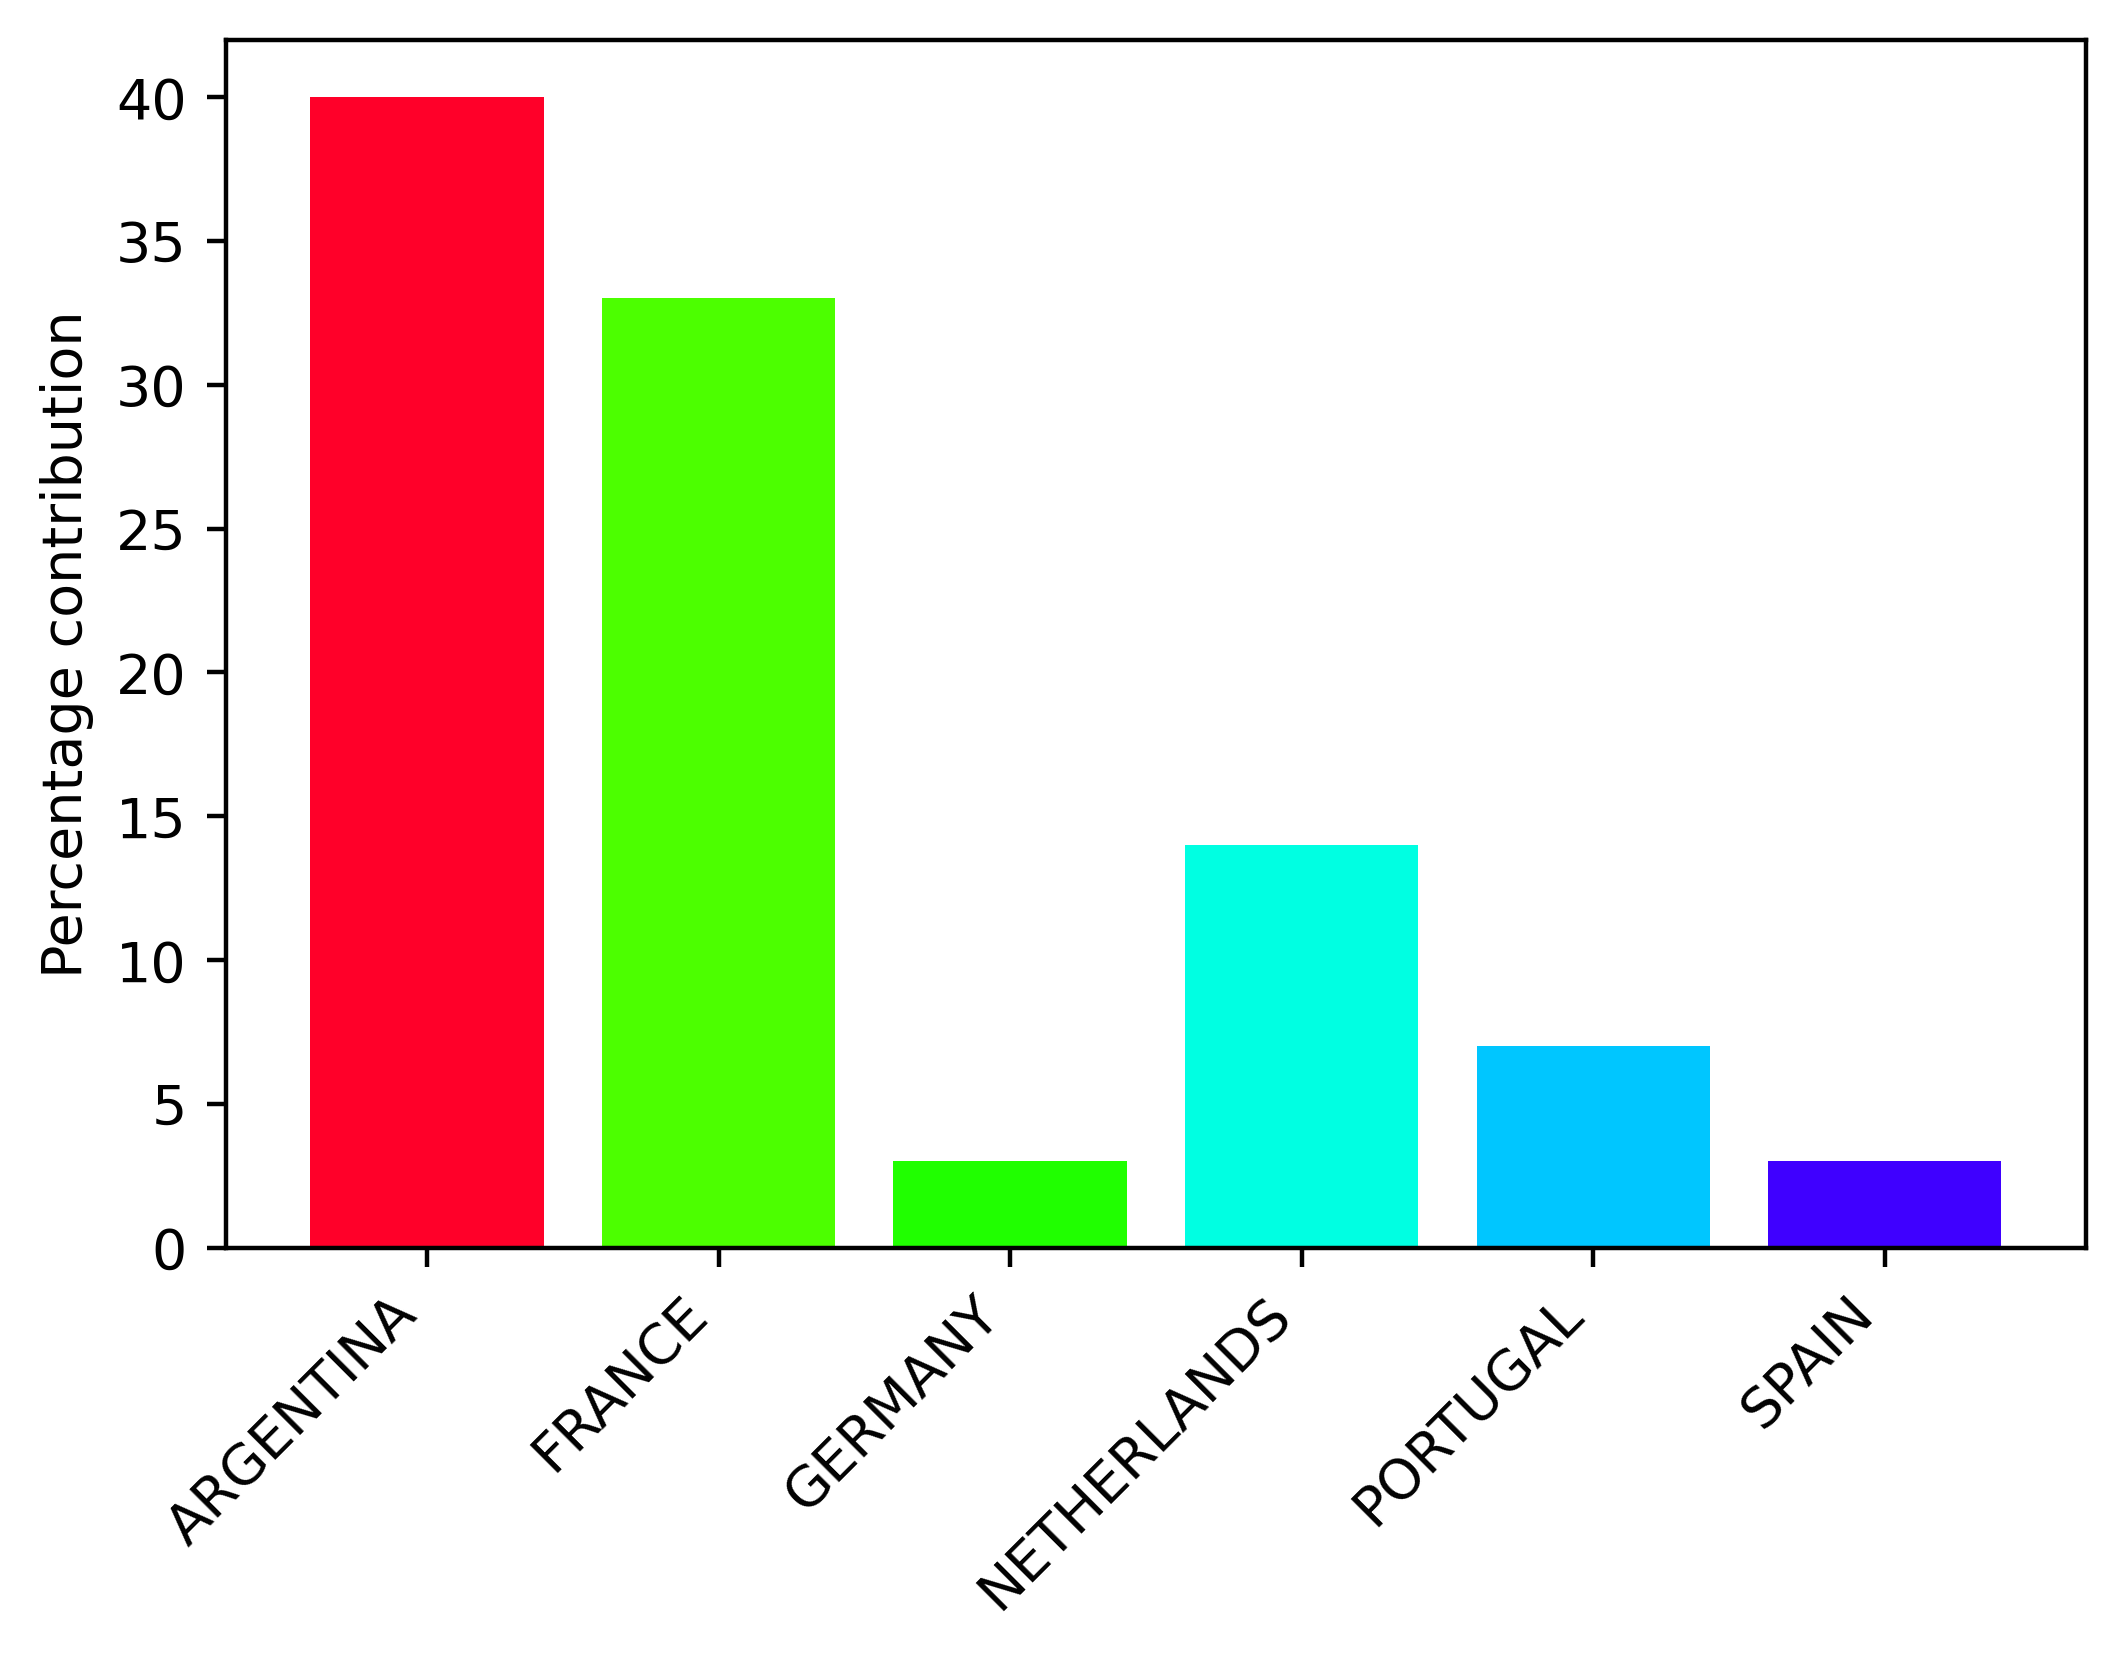 Percentage contribution
40
35
30
25
20
15
10
5
0
ARGENTINA
FRANCE
GERMANY
NETHERLANDS
PORTUGAL
SPAIN